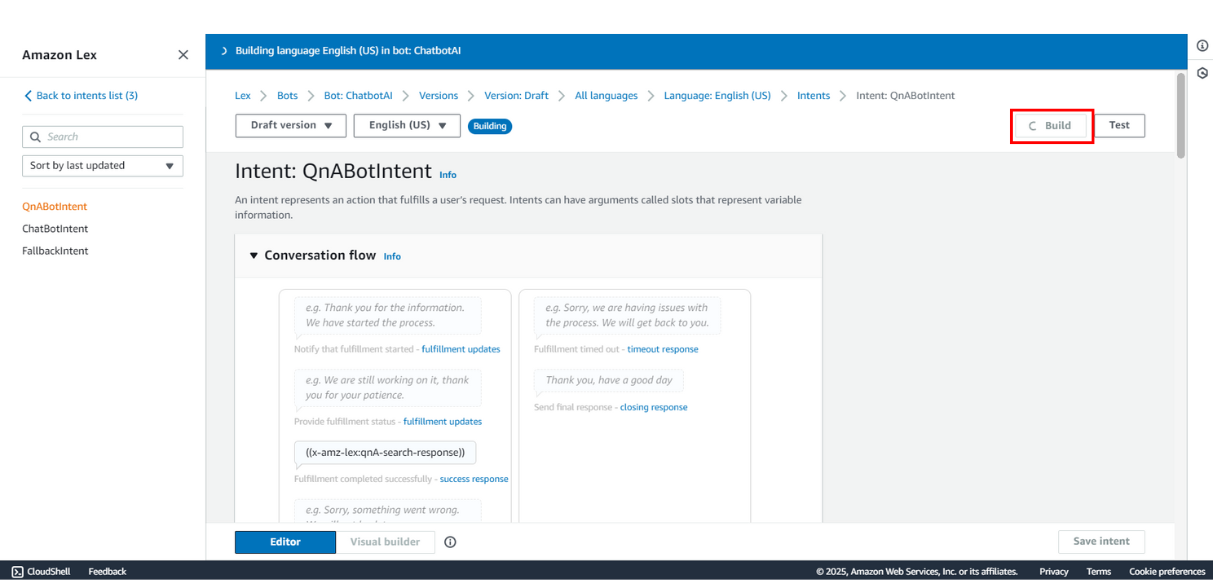 Amazon Lex
Back to intents list (3)
Search
Sort by last updated
QnABotIntent
ChatBotIntent
FallbackIntent
Building language English (US) in bot: ChatbotAI
Lex > Bots > Bot: ChatbotAI > Versions > Version: Draft > All languages > Language: English (US) > Intents > Intent: QnABotIntent
Draft version English (US) Building Build Test
Intent: QnABotIntent Info
An intent represents an action that fulfills a user's request. Intents can have arguments called slots that represent variable
information.
Conversation flow Info
e.g. Thank you for the information.
We have started the process.
Notify that fulfillment started - fulfillment updates
e.g. We are still working on it, thank
you for your patience.
Provide fulfillment status - fulfillment updates
((x-amz-lex:qnA-search-response))
Fulfillment completed successfully - success response
e.g. Sorry, something went wrong.
e.g. Sorry, we are having issues with
the process. We will get back to you.
Fulfillment timed out - timeout response
Thank you, have a good day
Send final response - closing response
Editor Visual builder Save intent
CloudShell Feedback © 2025, Amazon Web Services, Inc. or its affiliates. Privacy Terms Cookie preferences